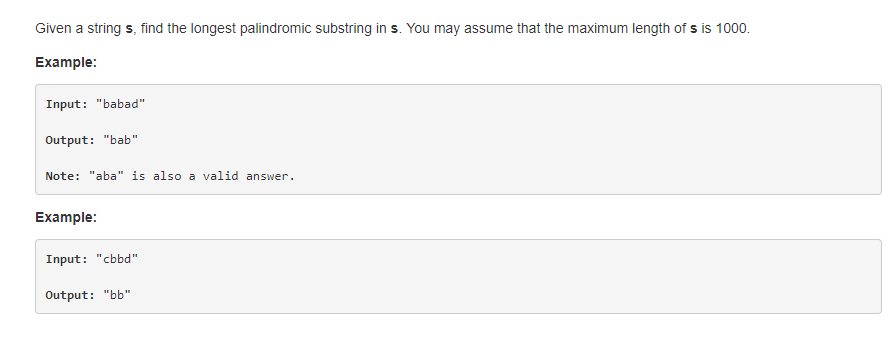 Given a string s, find the longest palindromic substring in s. You may assume that the maximum length of s is 1000.
Example:
Input: "babad"
Output: "bab"
Note: "aba" is also a valid answer.
Example:
Input: "cbbd"
Output: "bb"